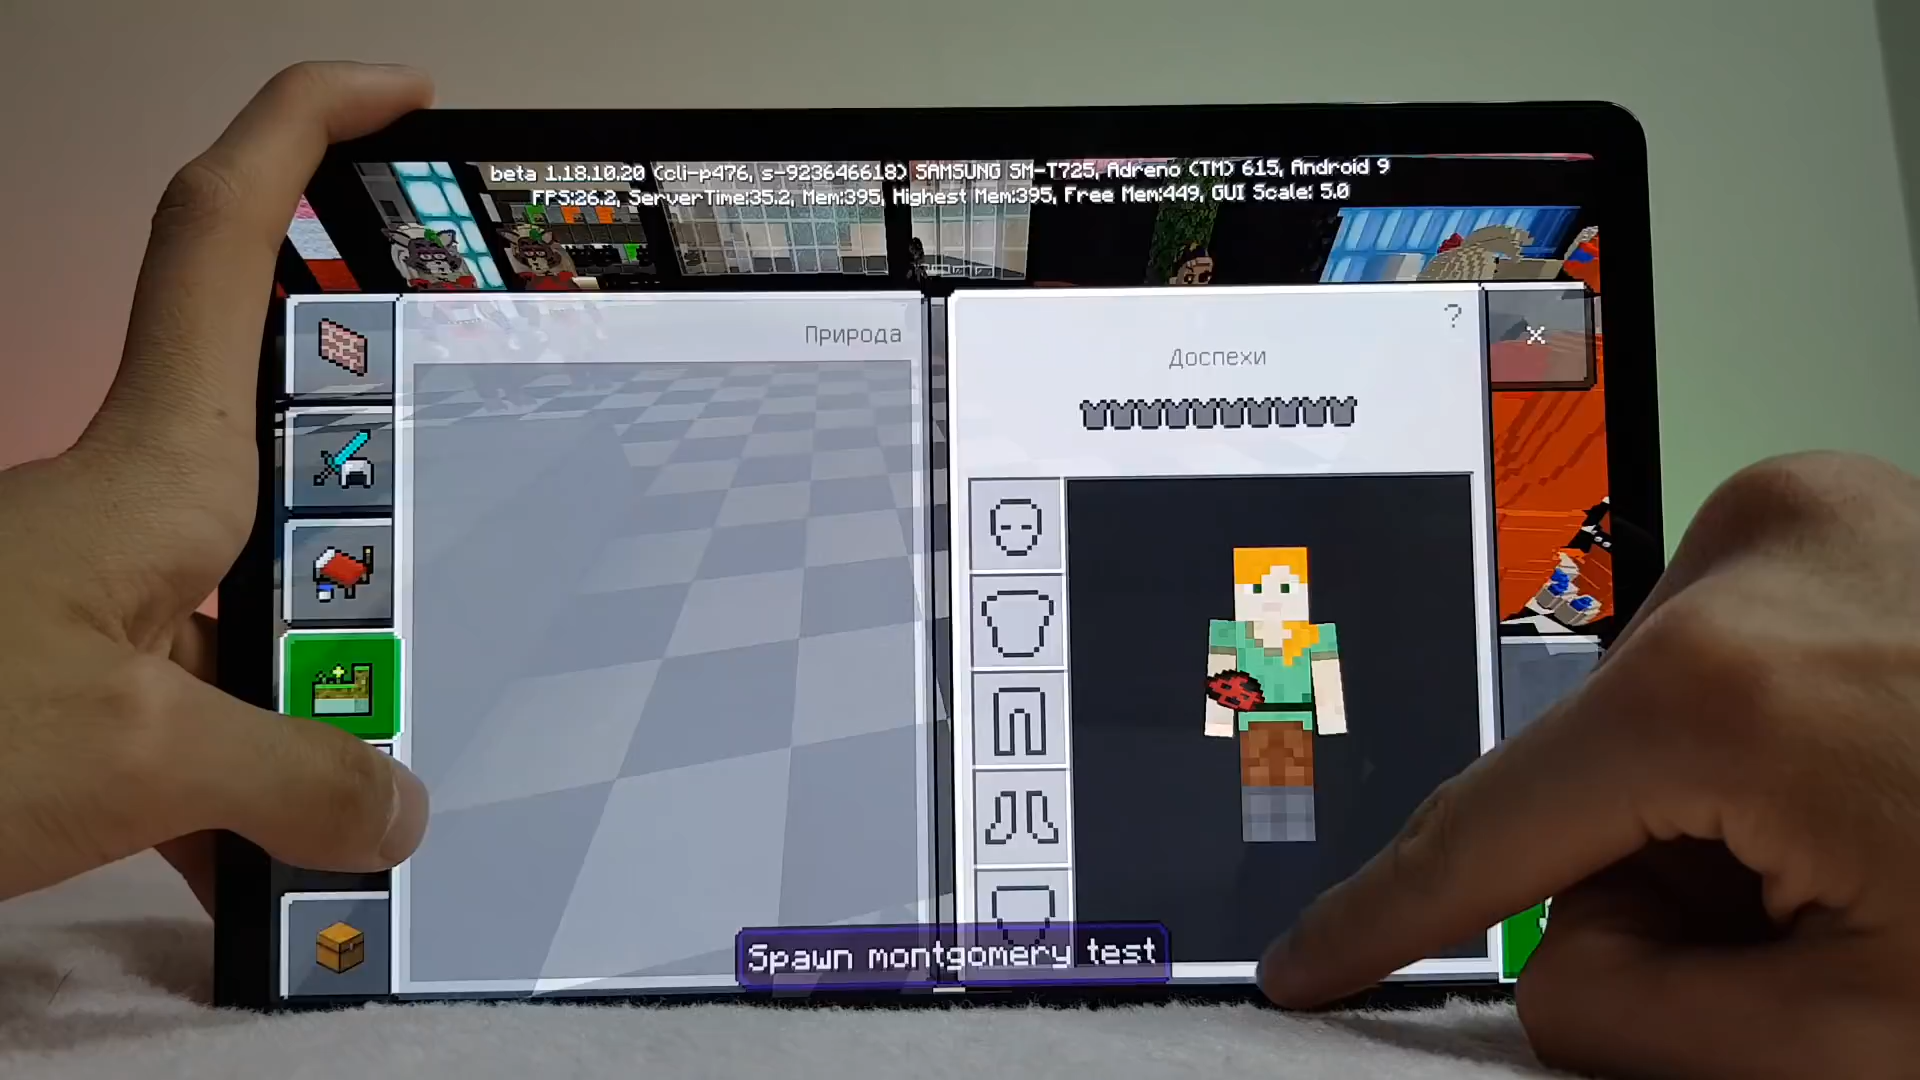 beta 1.18.10.20 (cli-p476, s-923646618) SAMSUNG SM-T725, Adreno (TM) 615, Android 9
FPS:26.2, ServerTime:35.2, Mem:395, Highest Mem:395, Free Mem:449, GUI Scale: 5.0
Природа
?
Доспехи
X
Spawn montgomery test